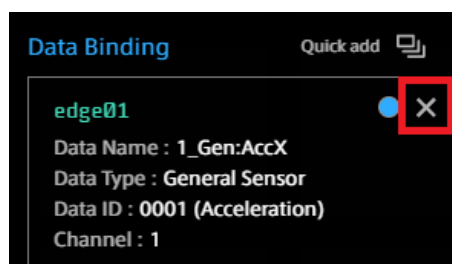 Data Binding Quick add
edge01
Data Name : 1_Gen:AccX
Data Type : General Sensor
Data ID : 0001 (Acceleration)
Channel : 1